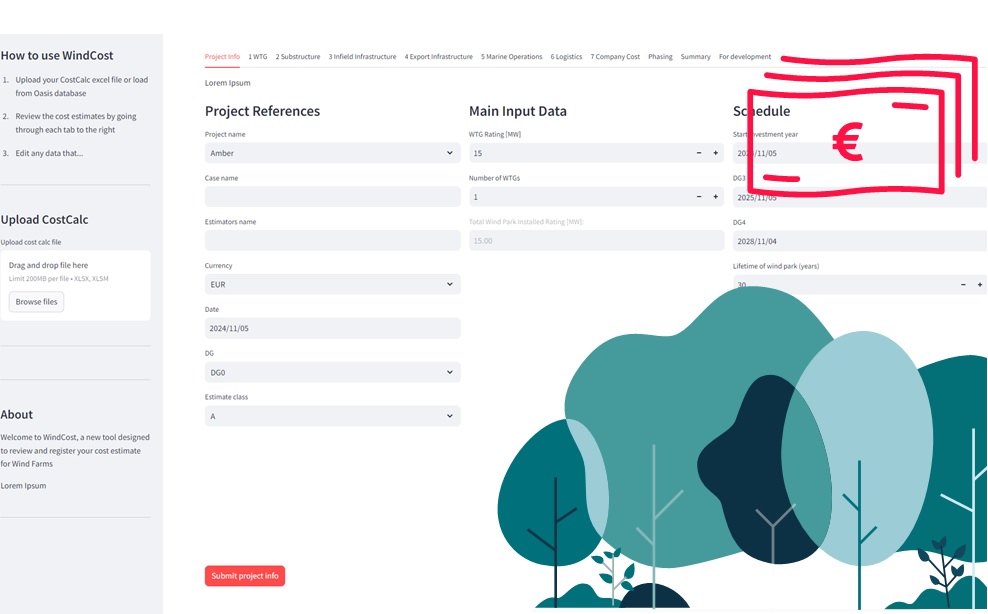 How to use WindCost
1. Upload your CostCalc excel file or load
from Oasis database
2. Review the cost estimates by going
through each tab to the right
3. Edit any data that...
Upload CostCalc
Upload cost calc file
Drag and drop file here
Limit 200MB per file • XLSX, XLSM
Browse files
About
Welcome to WindCost, a new tool designed
to review and register your cost estimate
for Wind Farms
Lorem Ipsum
Project Info 1 WTG 2 Substructure 3 Infield Infrastructure 4 Export Infrastructure 5 Marine Operations 6 Logistics 7 Company Cost Phasing Summary For development
Lorem Ipsum
Project References
Project name
Amber
Case name
Estimators name
Currency
EUR
Date
2024/11/05
DG
DG0
Estimate class
A
Submit project info
Main Input Data
WTG Rating [MW]
15 − +
Number of WTGs
1 − +
Total Wind Park Installed Rating [MW]:
15.00
Schedule
Start investment year
/11/05
DG3
2025/11/05
DG4
2028/11/04
Lifetime of wind park (years)
30 − +
€